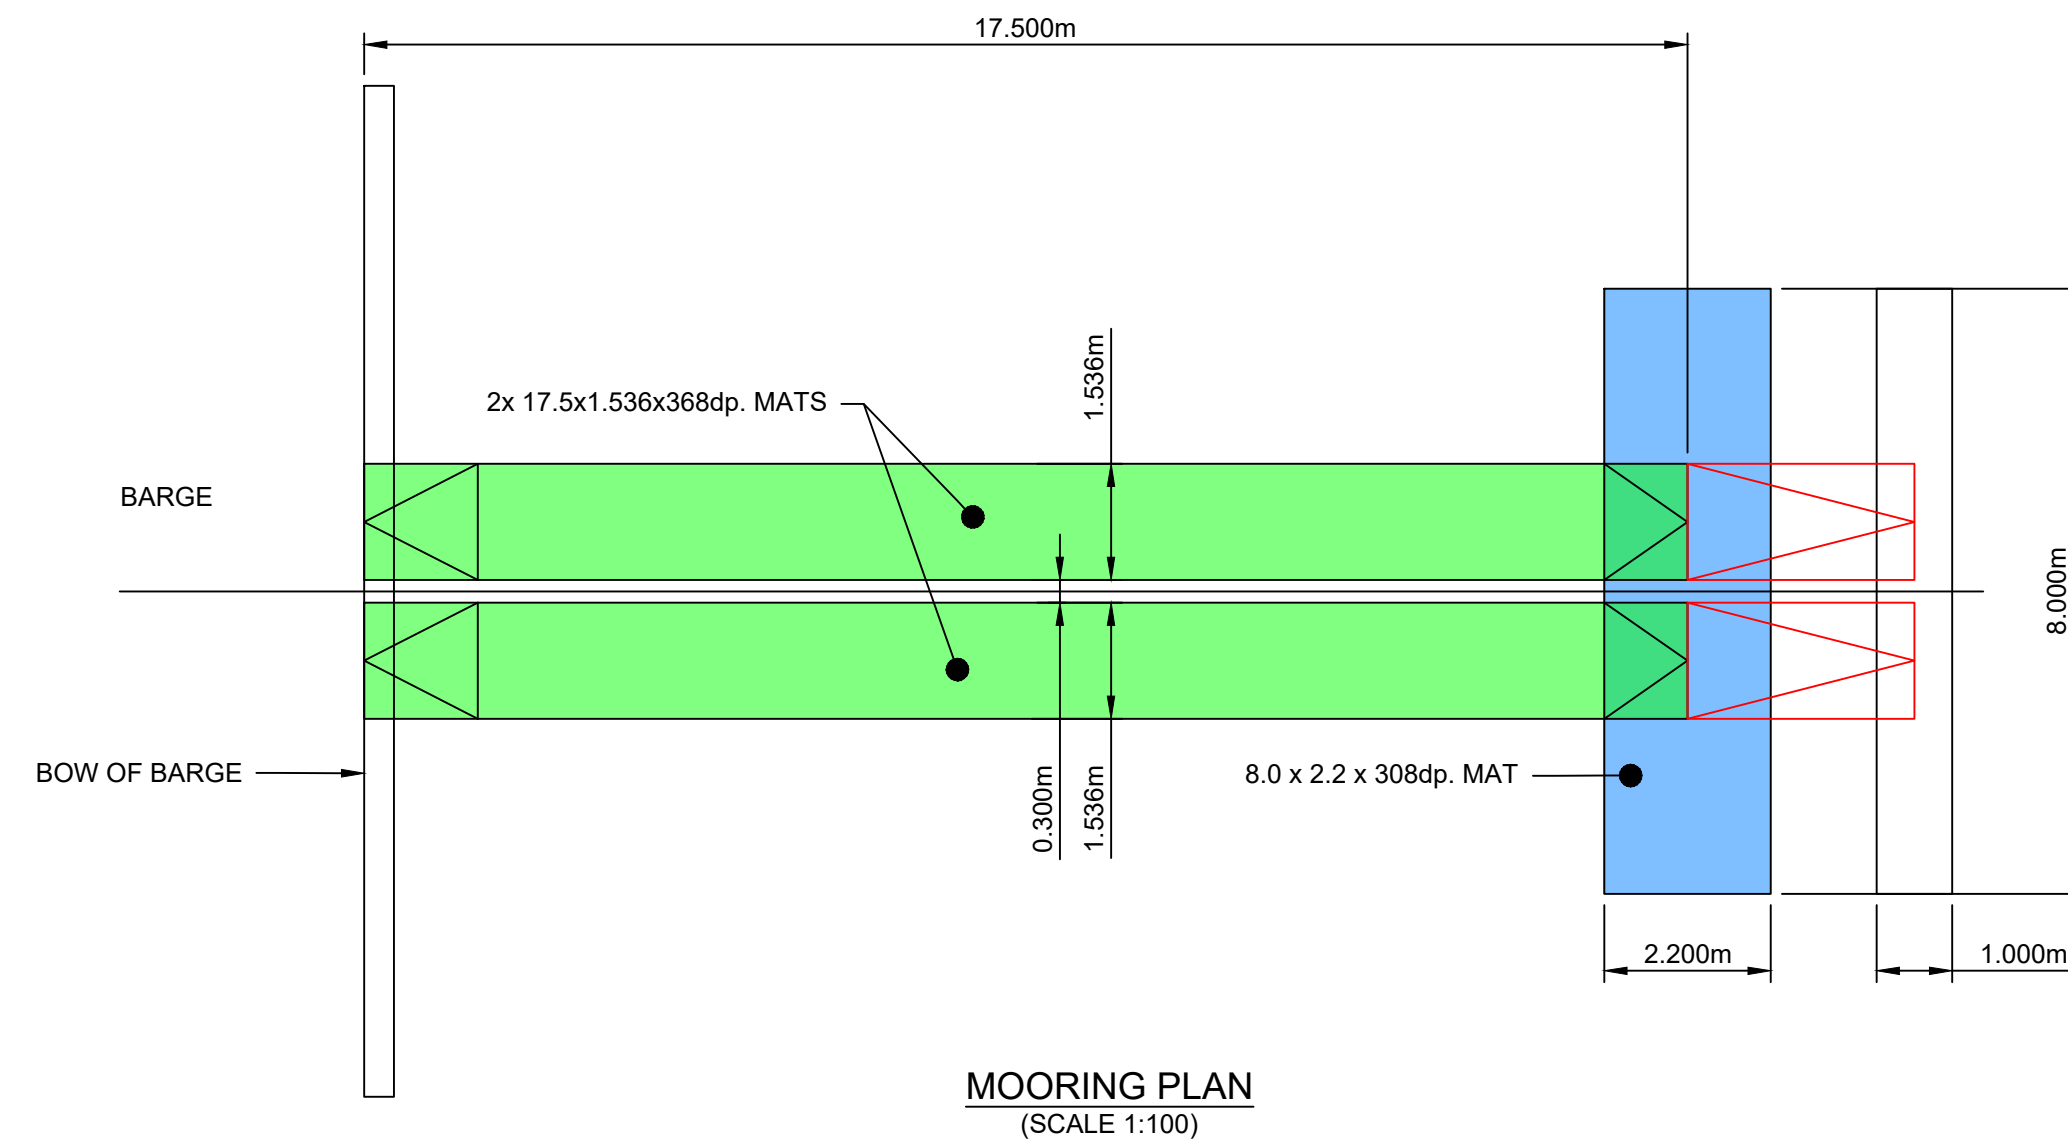 17.500m
1.536m
2x 17.5x1.536x368dp. MATS
BARGE
8.000m
BOW OF BARGE
0.300m
1.536m
8.0 x 2.2 x 308dp. MAT
2.200m
1.000m
MOORING PLAN
(SCALE 1:100)